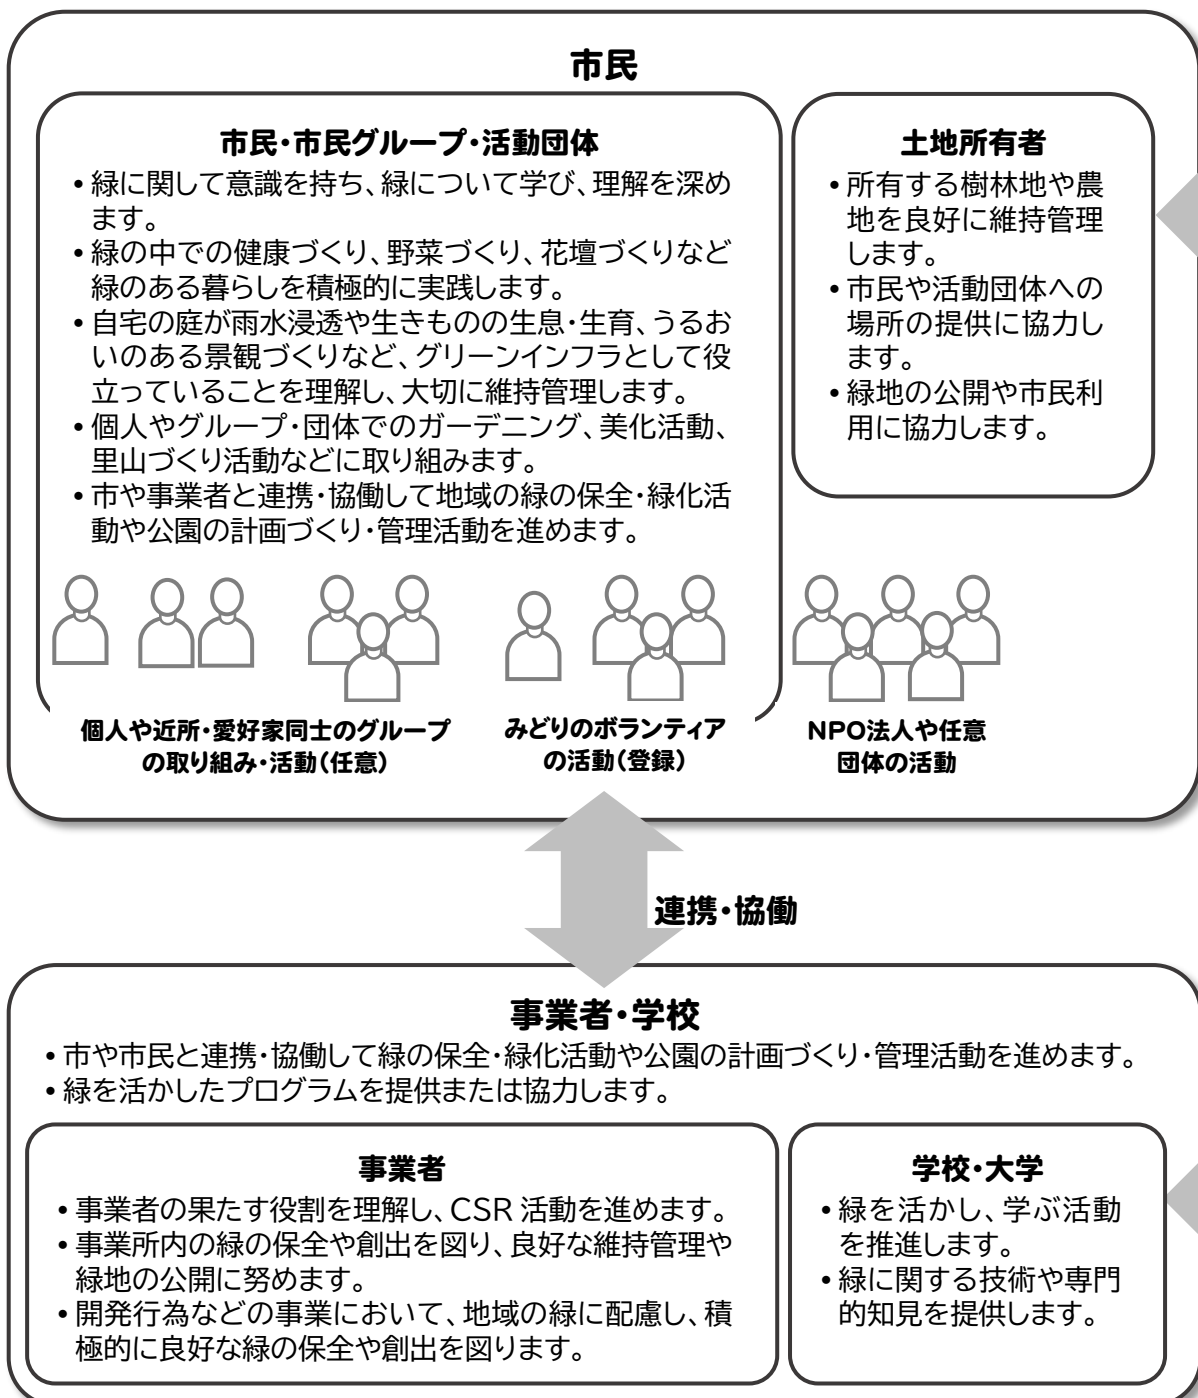 市民
市民・市民グループ・活動団体
• 緑に関して意識を持ち、緑について学び、理解を深め
ます。
• 緑の中での健康づくり、野菜づくり、花壇づくりなど
緑のある暮らしを積極的に実践します。
• 自宅の庭が雨水浸透や生きものの生息・生育、うるお
いのある景観づくりなど、グリーンインフラとして役
立っていることを理解し、大切に維持管理します。
• 個人やグループ・団体でのガーデニング、美化活動、
里山づくり活動などに取り組みます。
• 市や事業者と連携・協働して地域の緑の保全・緑化活
動や公園の計画づくり・管理活動を進めます。
土地所有者
• 所有する樹林地や農
地を良好に維持管理
します。
• 市民や活動団体への
場所の提供に協力し
ます。
• 緑地の公開や市民利
用に協力します。
個人や近所・愛好家同士のグループ
の取り組み・活動(任意)
みどりのボランティア
の活動(登録)
NPO法人や任意
団体の活動
連携・協働
事業者・学校
• 市や市民と連携・協働して緑の保全・緑化活動や公園の計画づくり・管理活動を進めます。
• 緑を活かしたプログラムを提供または協力します。
事業者
• 事業者の果たす役割を理解し、CSR 活動を進めます。
• 事業所内の緑の保全や創出を図り、良好な維持管理や
緑地の公開に努めます。
• 開発行為などの事業において、地域の緑に配慮し、積
極的に良好な緑の保全や創出を図ります。
学校・大学
• 緑を活かし、学ぶ活動
を推進します。
• 緑に関する技術や専門
的知見を提供します。